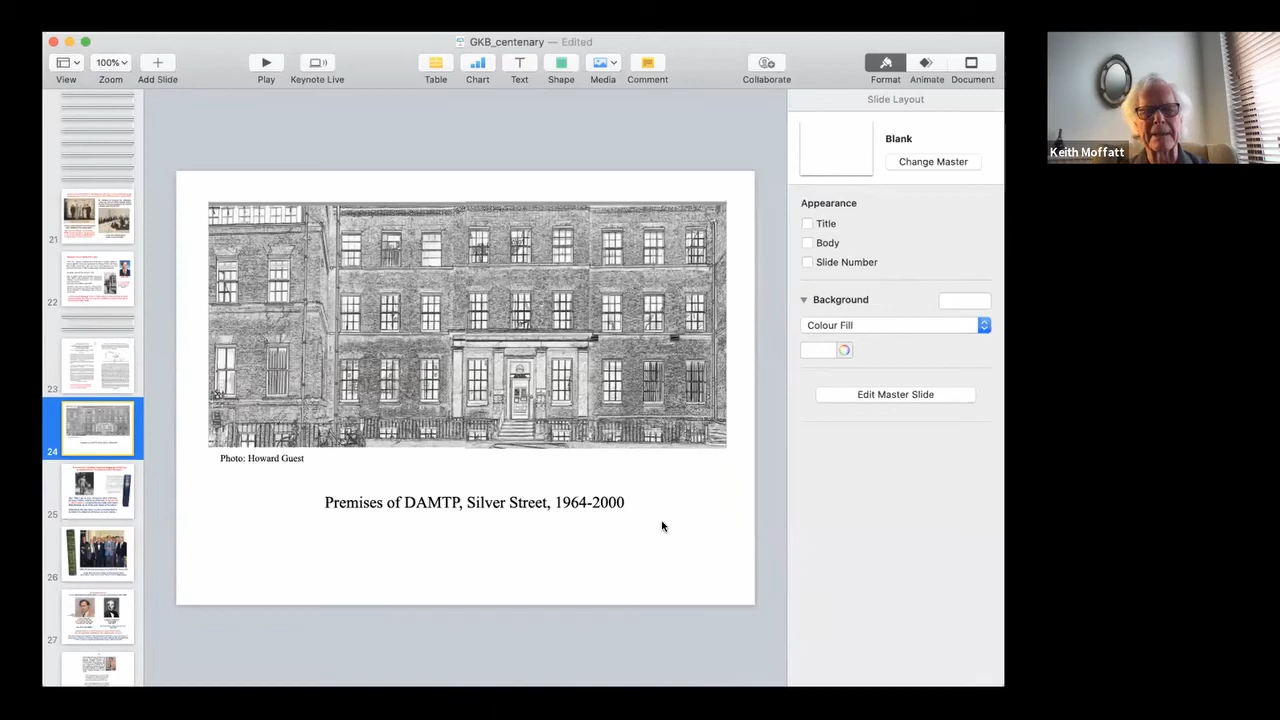 GKB_centenary — Edited
100%
View
Zoom
Add Slide
Play
Keynote Live
Table
Chart
Text
Shape
Media
Comment
Collaborate
Format
Animate
Document
Slide Layout
Blank
Change Master
Appearance
Title
Body
Slide Number
Background
Colour Fill
Edit Master Slide
21
22
23
24
25
26
27
Photo: Howard Guest
Premises of DAMTP, Silver Street, 1964-2000
Keith Moffatt